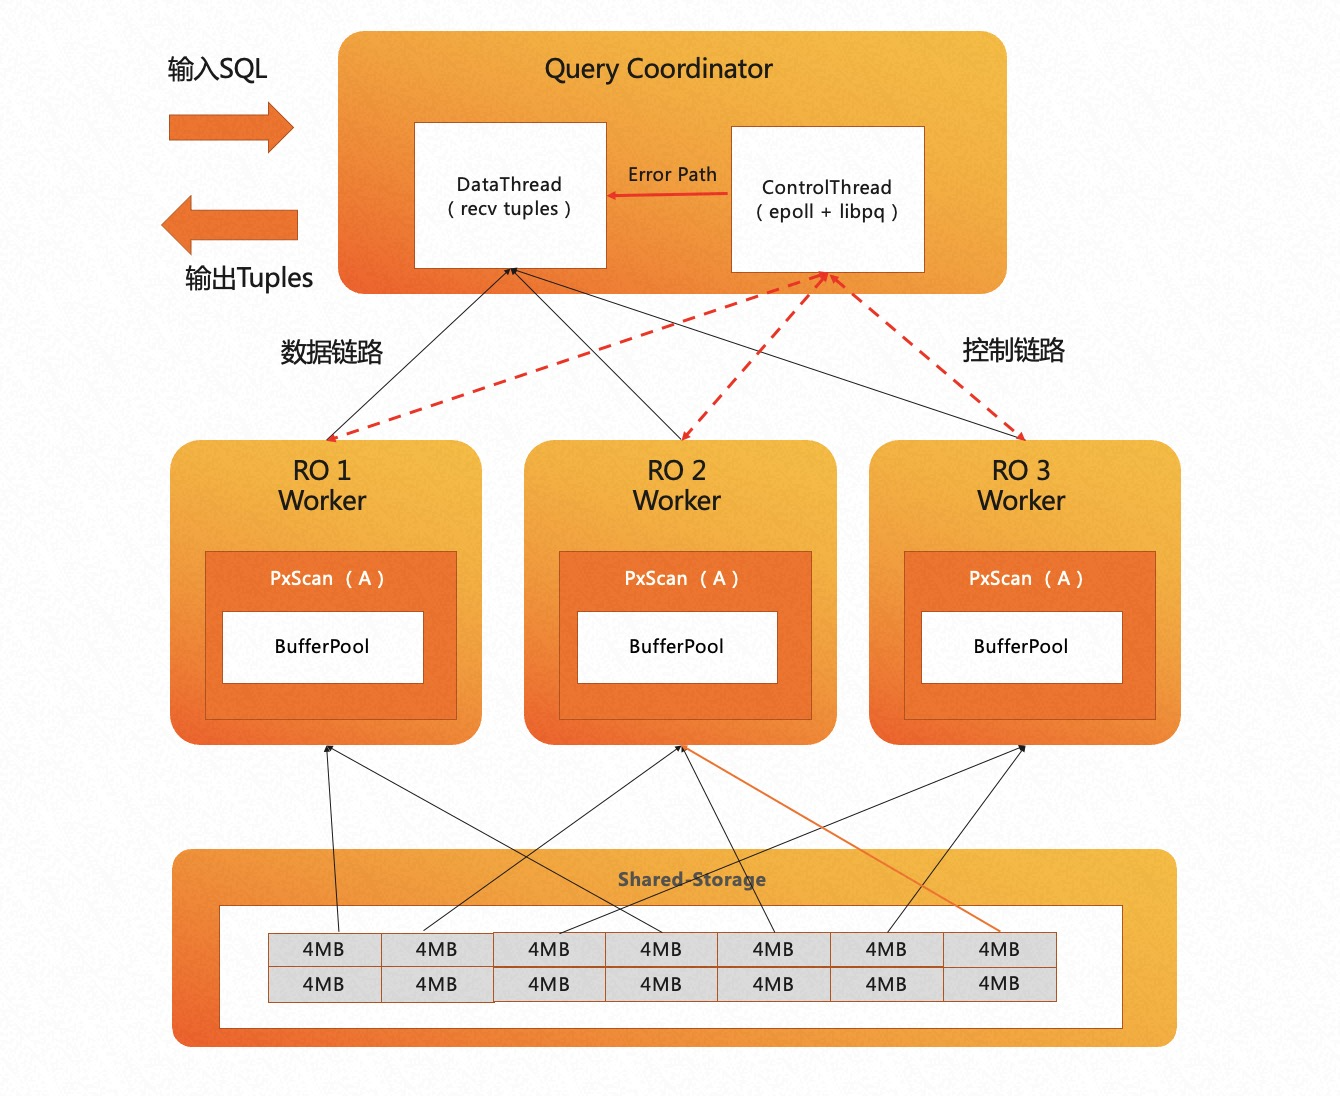 输入SQL
输出Tuples
Query Coordinator
DataThread
（ recv tuples ）
Error Path
ControlThread
（ epoll + libpq ）
数据链路
控制链路
RO 1
Worker
PxScan （ A ）
BufferPool
RO 2
Worker
PxScan （ A ）
BufferPool
RO 3
Worker
PxScan （ A ）
BufferPool
Shared-Storage
4MB 4MB 4MB 4MB 4MB 4MB 4MB
4MB 4MB 4MB 4MB 4MB 4MB 4MB